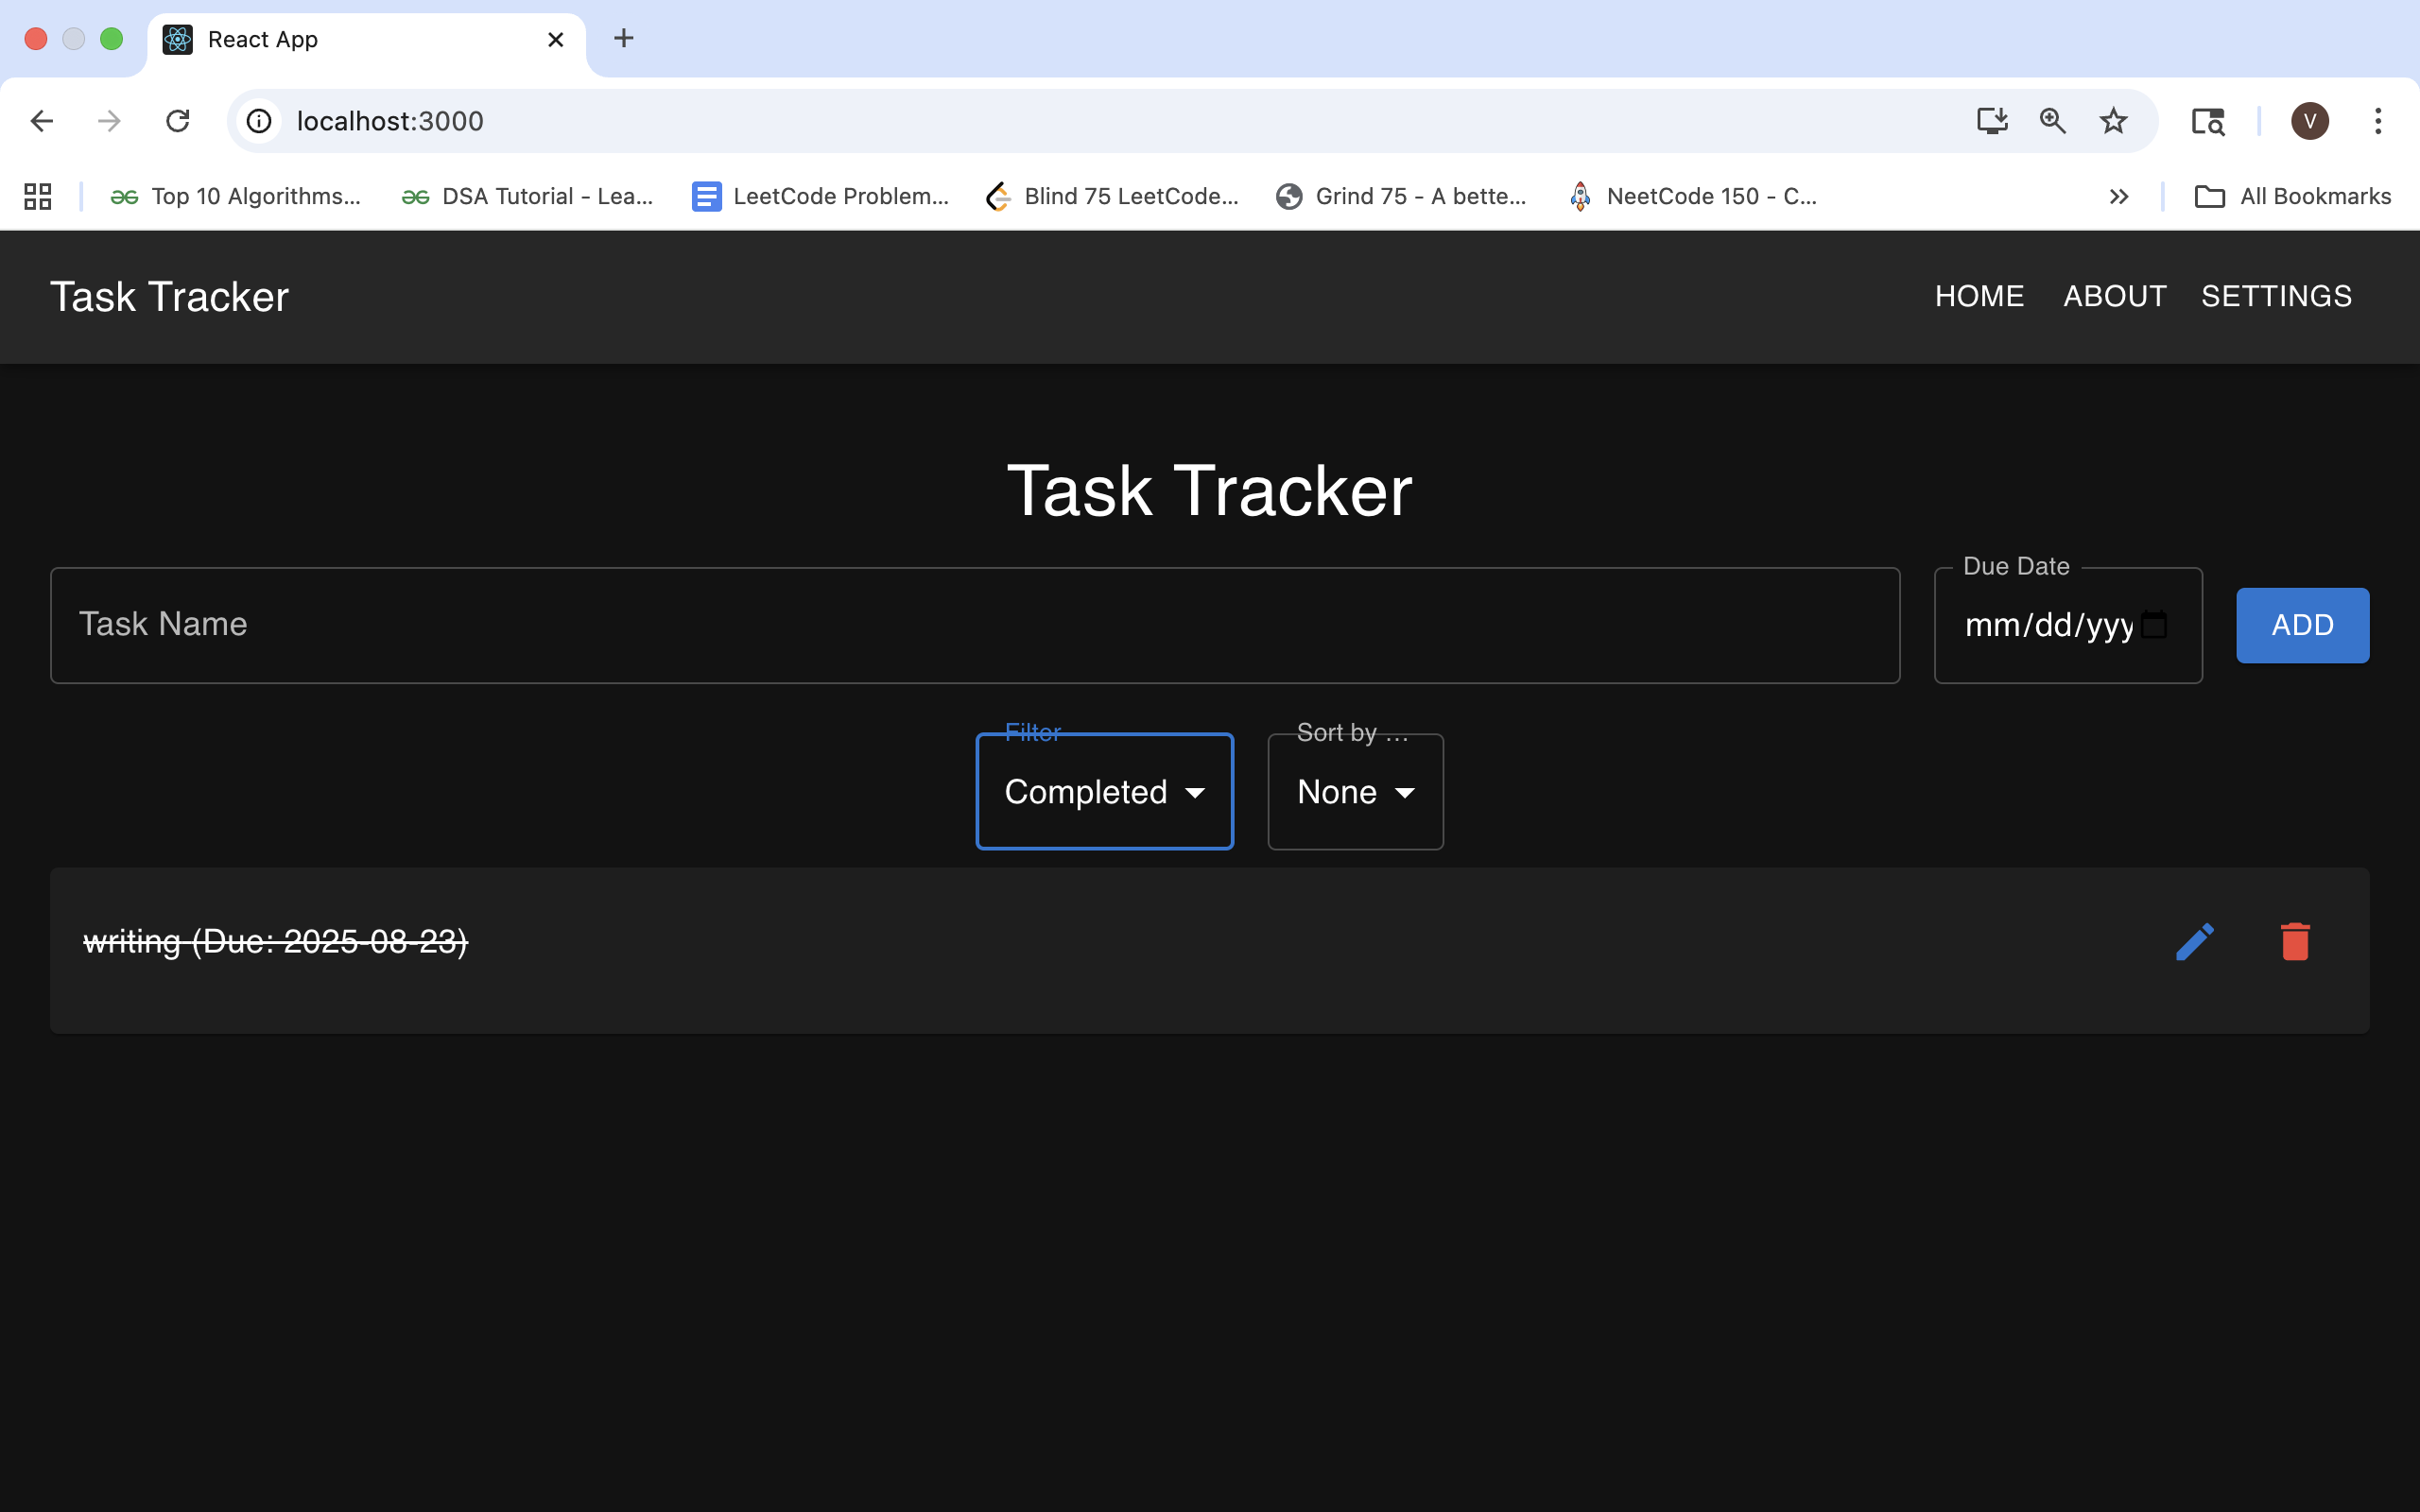 React App
localhost:3000
Top 10 Algorithms... DSA Tutorial - Lea... LeetCode Problem... Blind 75 LeetCode... Grind 75 - A bette... NeetCode 150 - C... All Bookmarks
V
Task Tracker HOME ABOUT SETTINGS
Task Tracker
Due Date
Task Name mm/dd/yyy ADD
Filter Sort by ...
Completed None
writing (Due: 2025-08-23)